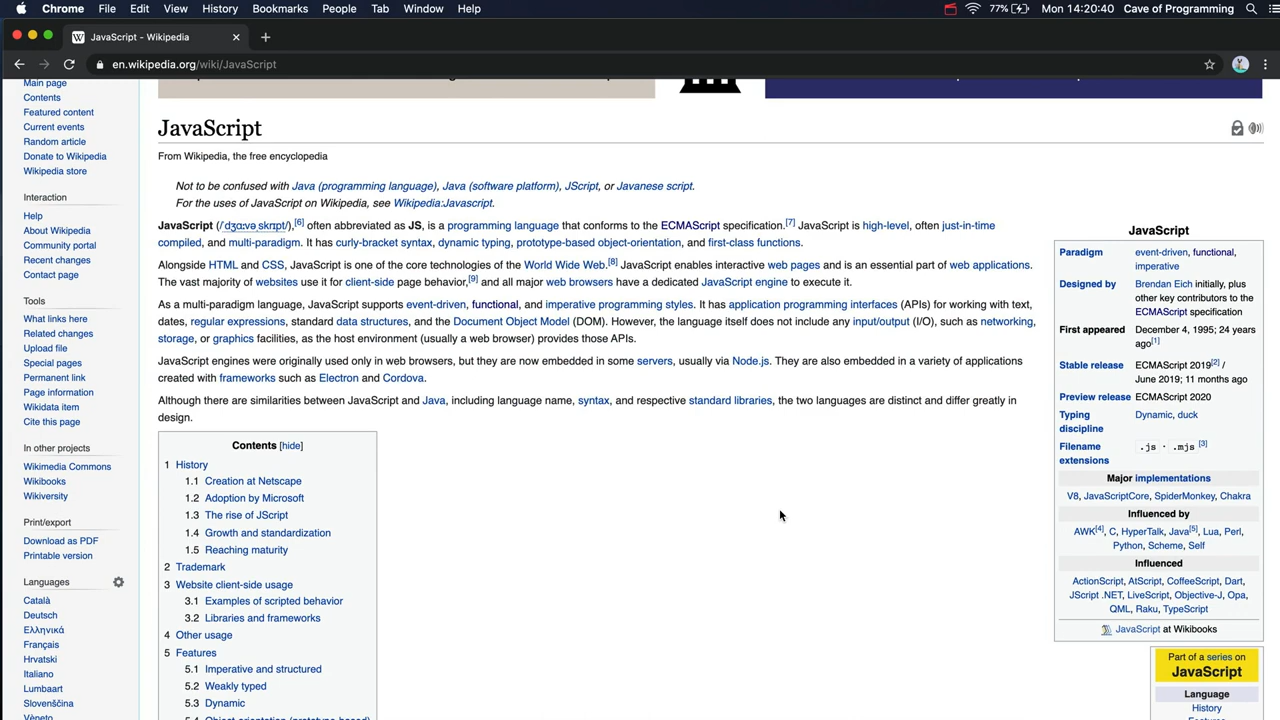 Chrome File Edit View History Bookmarks People Tab Window Help 77% Mon 14:20:40 Cave of Programming
JavaScript - Wikipedia
en.wikipedia.org/wiki/JavaScript
Main page
Contents
Featured content
Current events
Random article
Donate to Wikipedia
Wikipedia store
Interaction
Help
About Wikipedia
Community portal
Recent changes
Contact page
Tools
What links here
Related changes
Upload file
Special pages
Permanent link
Page information
Wikidata item
Cite this page
In other projects
Wikimedia Commons
Wikibooks
Wikiversity
Print/export
Download as PDF
Printable version
Languages
Català
Deutsch
Ελληνικά
Français
Hrvatski
Italiano
Lumbaart
Slovenščina
Vèneto
JavaScript
From Wikipedia, the free encyclopedia
Not to be confused with Java (programming language), Java (software platform), JScript, or Javanese script.
For the uses of JavaScript on Wikipedia, see Wikipedia:Javascript.
JavaScript (/ˈdʒɑːvəˌskrɪpt/),[6] often abbreviated as JS, is a programming language that conforms to the ECMAScript specification.[7] JavaScript is high-level, often just-in-time
compiled, and multi-paradigm. It has curly-bracket syntax, dynamic typing, prototype-based object-orientation, and first-class functions.
Alongside HTML and CSS, JavaScript is one of the core technologies of the World Wide Web.[8] JavaScript enables interactive web pages and is an essential part of web applications.
The vast majority of websites use it for client-side page behavior,[9] and all major web browsers have a dedicated JavaScript engine to execute it.
As a multi-paradigm language, JavaScript supports event-driven, functional, and imperative programming styles. It has application programming interfaces (APIs) for working with text,
dates, regular expressions, standard data structures, and the Document Object Model (DOM). However, the language itself does not include any input/output (I/O), such as networking,
storage, or graphics facilities, as the host environment (usually a web browser) provides those APIs.
JavaScript engines were originally used only in web browsers, but they are now embedded in some servers, usually via Node.js. They are also embedded in a variety of applications
created with frameworks such as Electron and Cordova.
Although there are similarities between JavaScript and Java, including language name, syntax, and respective standard libraries, the two languages are distinct and differ greatly in
design.
Contents [hide]
1 History
1.1 Creation at Netscape
1.2 Adoption by Microsoft
1.3 The rise of JScript
1.4 Growth and standardization
1.5 Reaching maturity
2 Trademark
3 Website client-side usage
3.1 Examples of scripted behavior
3.2 Libraries and frameworks
4 Other usage
5 Features
5.1 Imperative and structured
5.2 Weakly typed
5.3 Dynamic
5.4 Object-orientation (prototype-based)
JavaScript
Paradigm event-driven, functional,
imperative
Designed by Brendan Eich initially,
plus other key contributors to the
ECMAScript specification
First appeared December 4, 1995; 24 years
ago[1]
Stable release ECMAScript 2019[2] /
June 2019; 11 months ago
Preview release ECMAScript 2020
Typing Dynamic, duck
discipline
Filename .js · .mjs [3]
extensions
Major implementations
V8, JavaScriptCore, SpiderMonkey, Chakra
Influenced by
AWK[4], C, HyperTalk, Java[5], Lua, Perl,
Python, Scheme, Self
Influenced
ActionScript, AtScript, CoffeeScript, Dart,
JScript .NET, LiveScript, Objective-J, Opa,
QML, Raku, TypeScript
JavaScript at Wikibooks
Part of a series on
JavaScript
Language
History
Features